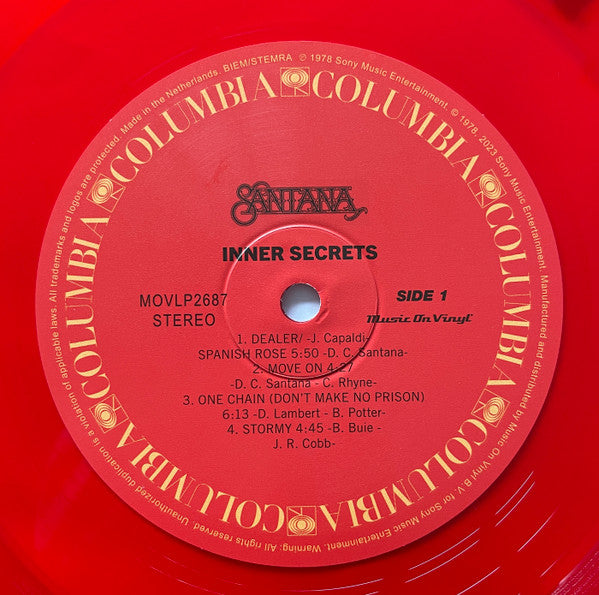 COLUMBIA COLUMBIA COLUMBIA COLUMBIA COLUMBIA COLUMBIA COLUMBIA COLUMBIA
Unauthorized duplication is a violation of applicable laws. All trademarks and logos are protected. Made in the Netherlands. BIEM/STEMRA ℗ 1978 Sony Music Entertainment. © 1978, 2023 Sony Music Entertainment. Manufactured and distributed by Music On Vinyl B.V. for Sony Music Entertainment. Warning: All rights reserved.
SANTANA
INNER SECRETS
MOVLP2687
STEREO
SIDE 1
Music On Vinyl
1. DEALER/ -J. Capaldi-
SPANISH ROSE 5:50 -D. C. Santana-
2. MOVE ON 4:27
-D. C. Santana - C. Rhyne-
3. ONE CHAIN (DON'T MAKE NO PRISON)
6:13 -D. Lambert - B. Potter-
4. STORMY 4:45 -B. Buie -
J. R. Cobb-